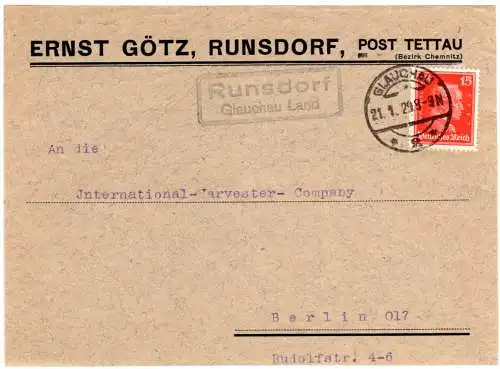 ERNST GÖTZ, RUNSDORF, POST TETTAU
(Bezirk Chemnitz)
Runsdorf
Glauchau Land
GLAUCHAU
21.1.29.8-9N
15
Deutsches Reich
An die
Jnternational-Harvester- Company
Berlin O17
Rudolfstr. 4-6